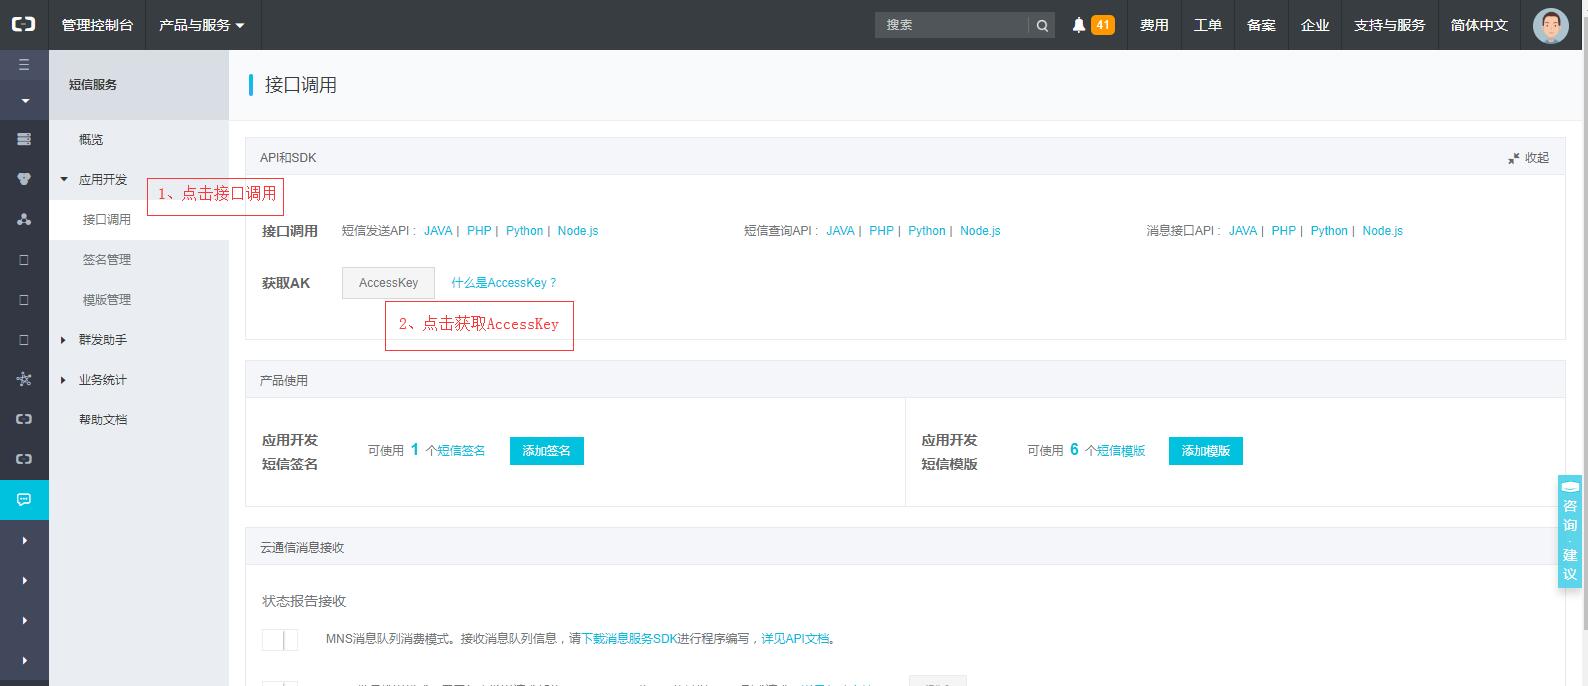 管理控制台 产品与服务 搜索 41 费用 工单 备案 企业 支持与服务 简体中文
短信服务
接口调用
概览
应用开发
接口调用
签名管理
模版管理
群发助手
业务统计
帮助文档
1、点击接口调用
API和SDK 收起
接口调用 短信发送API： JAVA | PHP | Python | Node.js 短信查询API： JAVA | PHP | Python | Node.js 消息接口API： JAVA | PHP | Python | Node.js
获取AK AccessKey 什么是AccessKey？
2、点击获取AccessKey
产品使用
应用开发
短信签名
可使用 1 个短信签名 添加签名
应用开发
短信模版
可使用 6 个短信模版 添加模版
云通信消息接收
状态报告接收
MNS消息队列消费模式。接收消息队列信息，请下载消息服务SDK进行程序编写，详见API文档。
咨询·建议